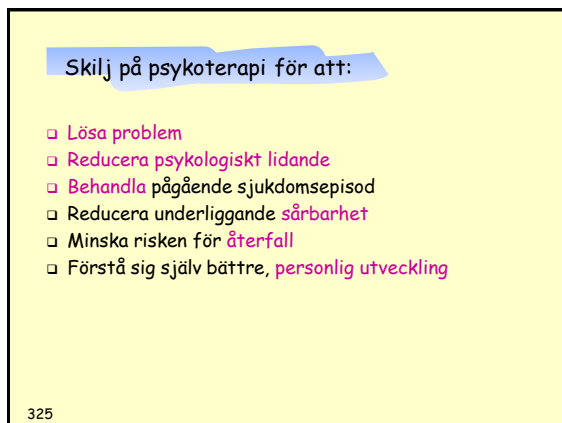 Skilj på psykoterapi för att:
Lösa problem
Reducera psykologiskt lidande
Behandla pågående sjukdomsepisod
Reducera underliggande sårbarhet
Minska risken för återfall
Förstå sig själv bättre, personlig utveckling
325